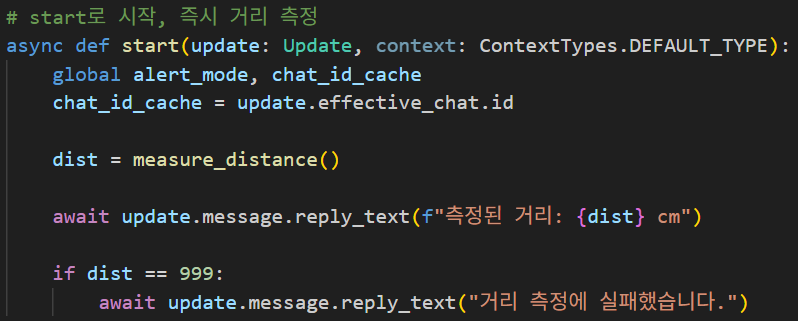 # start로 시작, 즉시 거리 측정
async def start(update: Update, context: ContextTypes.DEFAULT_TYPE):
    global alert_mode, chat_id_cache
    chat_id_cache = update.effective_chat.id

    dist = measure_distance()

    await update.message.reply_text(f"측정된 거리: {dist} cm")

    if dist == 999:
        await update.message.reply_text("거리 측정에 실패했습니다.")